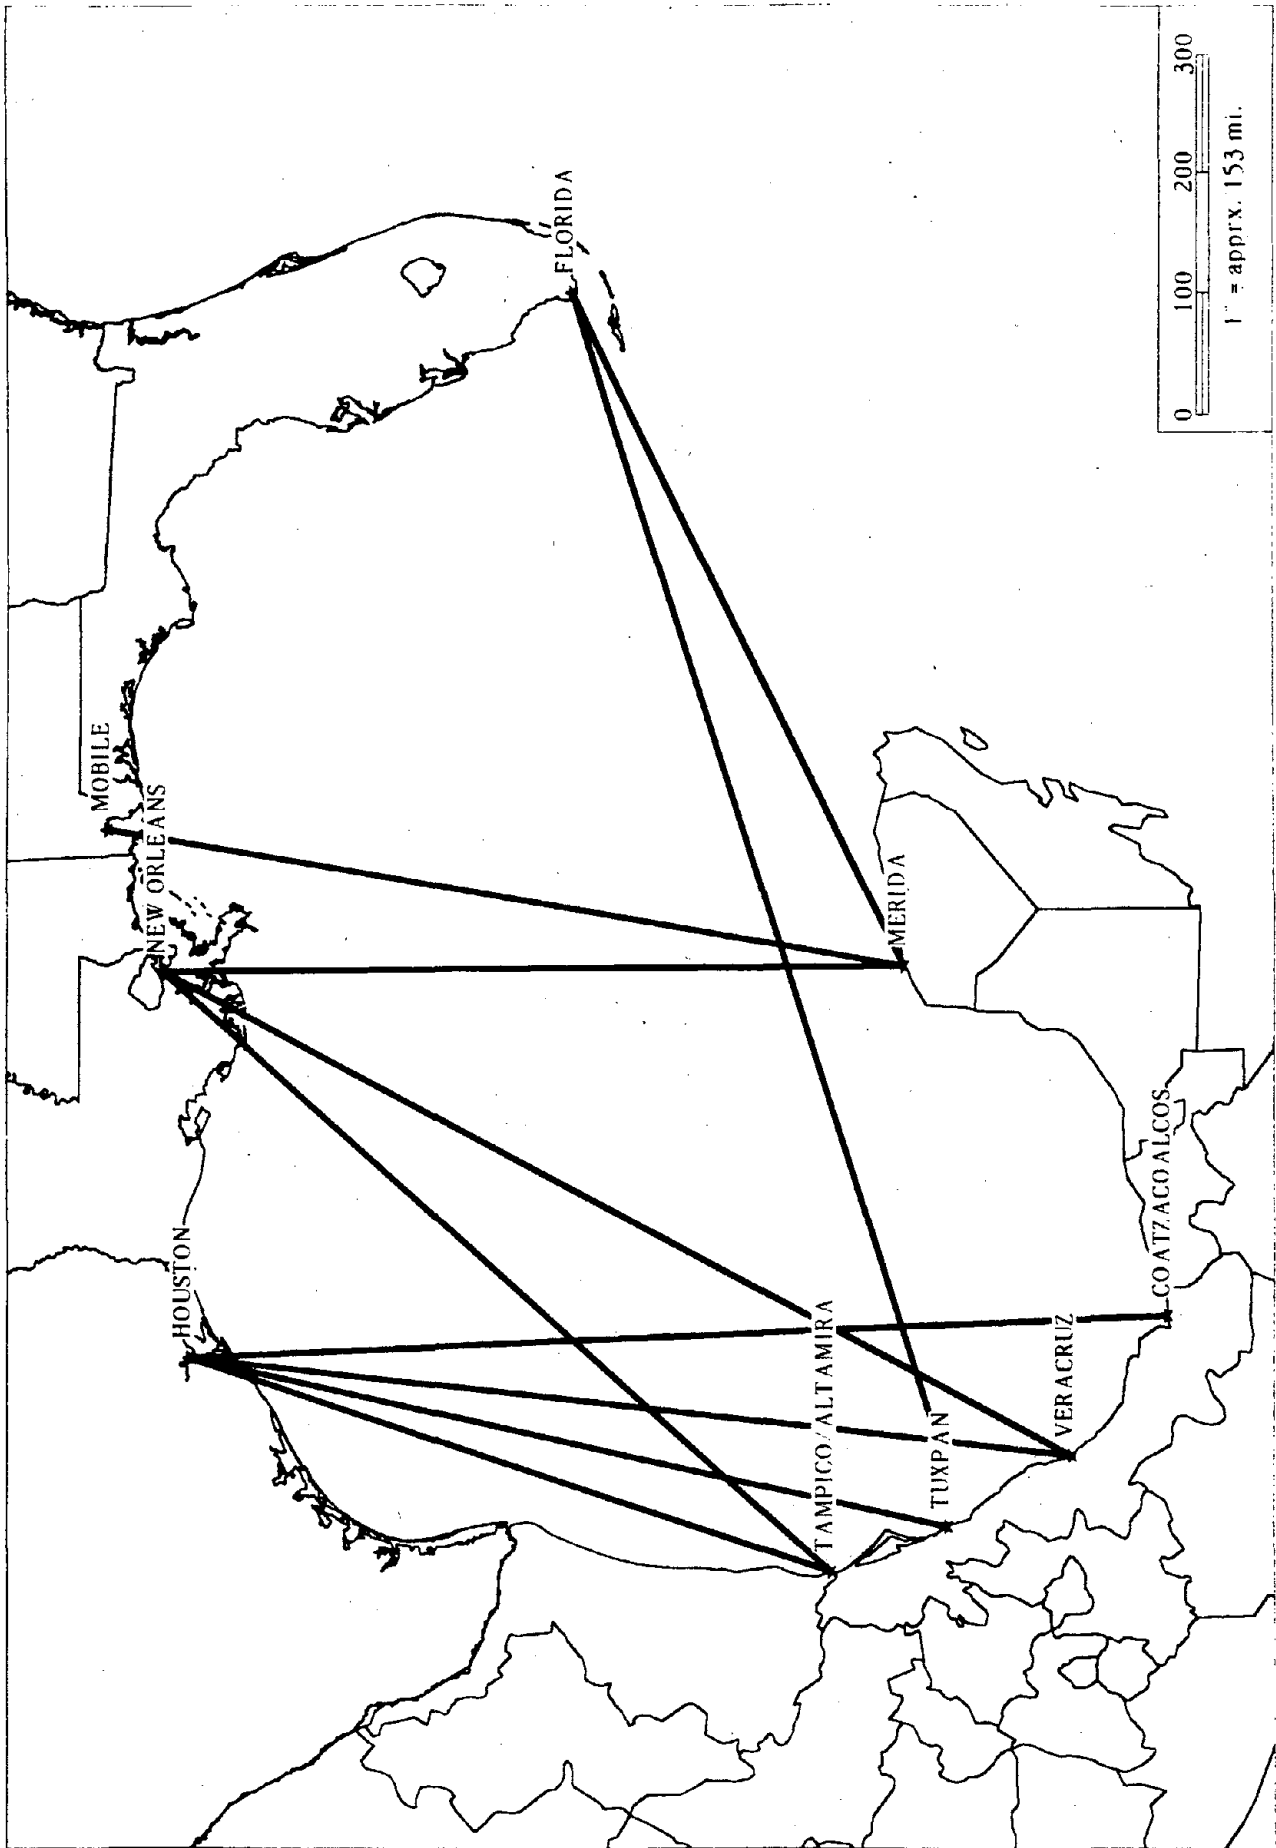 MOBILE
NEW ORLEANS
HOUSTON
FLORIDA
TAMPICO/ALTAMIRA
MERIDA
TUXPAN
VERACRUZ
COATZACOALCOS
0 100 200 300
1" = apprx. 153 mi.